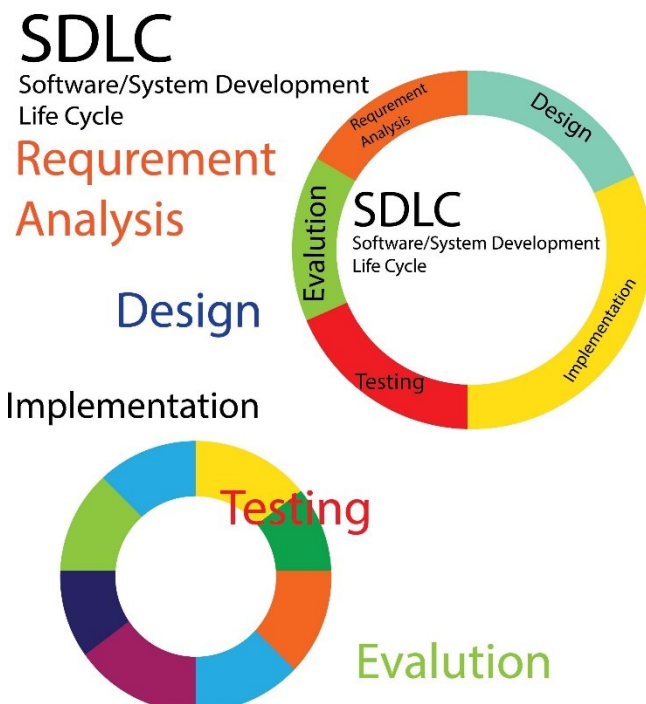 SDLC
Software/System Development
Life Cycle
Requrement
Analysis
Design
Implementation
Testing
Evalution
Requrement
Analysis
Design
Implementation
Testing
Evalution
SDLC
Software/System Development
Life Cycle